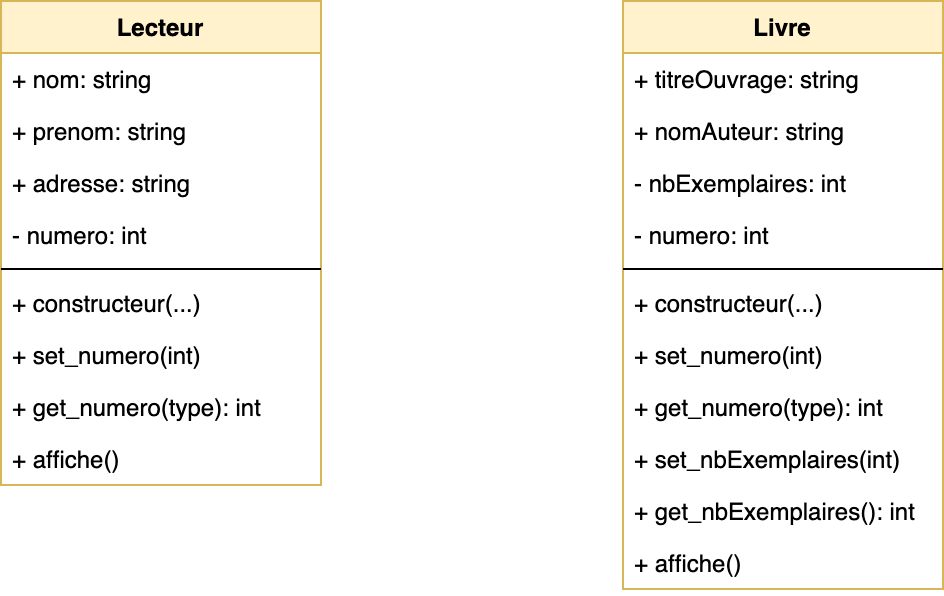 Lecteur
+ nom: string
+ prenom: string
+ adresse: string
- numero: int
+ constructeur(...)
+ set_numero(int)
+ get_numero(type): int
+ affiche()
Livre
+ titreOuvrage: string
+ nomAuteur: string
- nbExemplaires: int
- numero: int
+ constructeur(...)
+ set_numero(int)
+ get_numero(type): int
+ set_nbExemplaires(int)
+ get_nbExemplaires(): int
+ affiche()